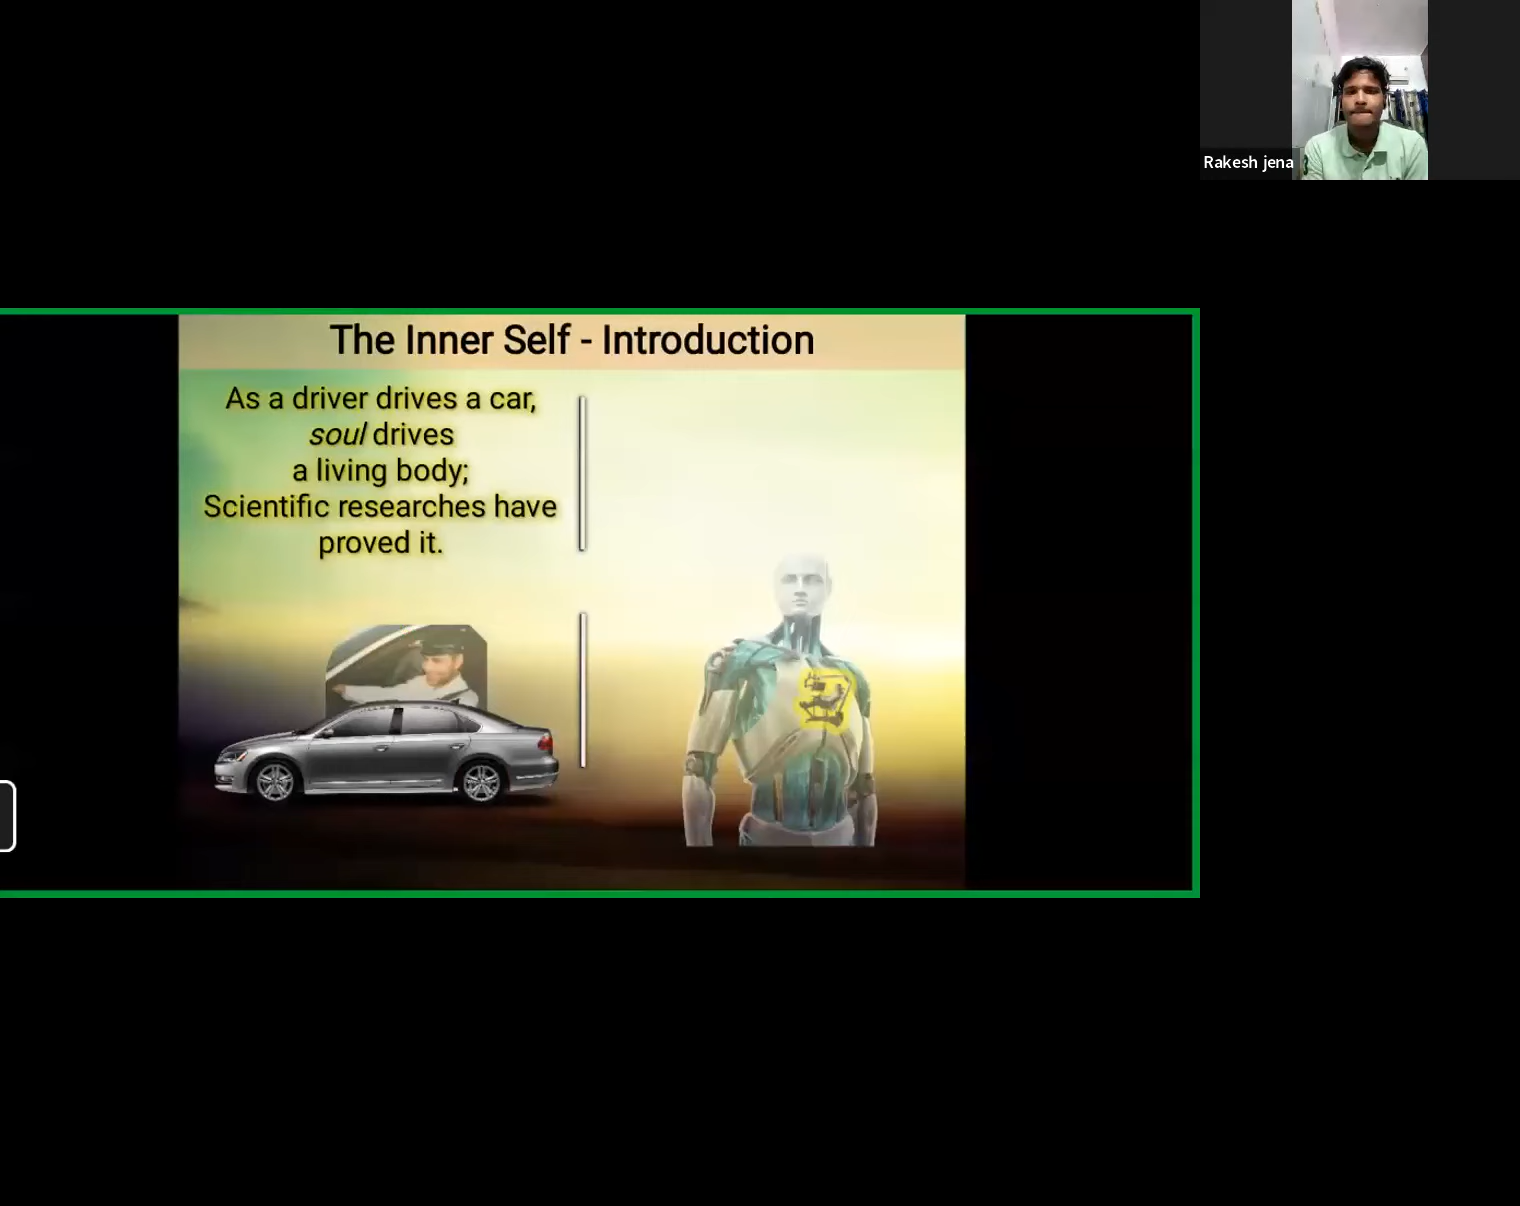 Rakesh jena
The Inner Self - Introduction
As a driver drives a car,
soul drives
a living body;
Scientific researches have
proved it.